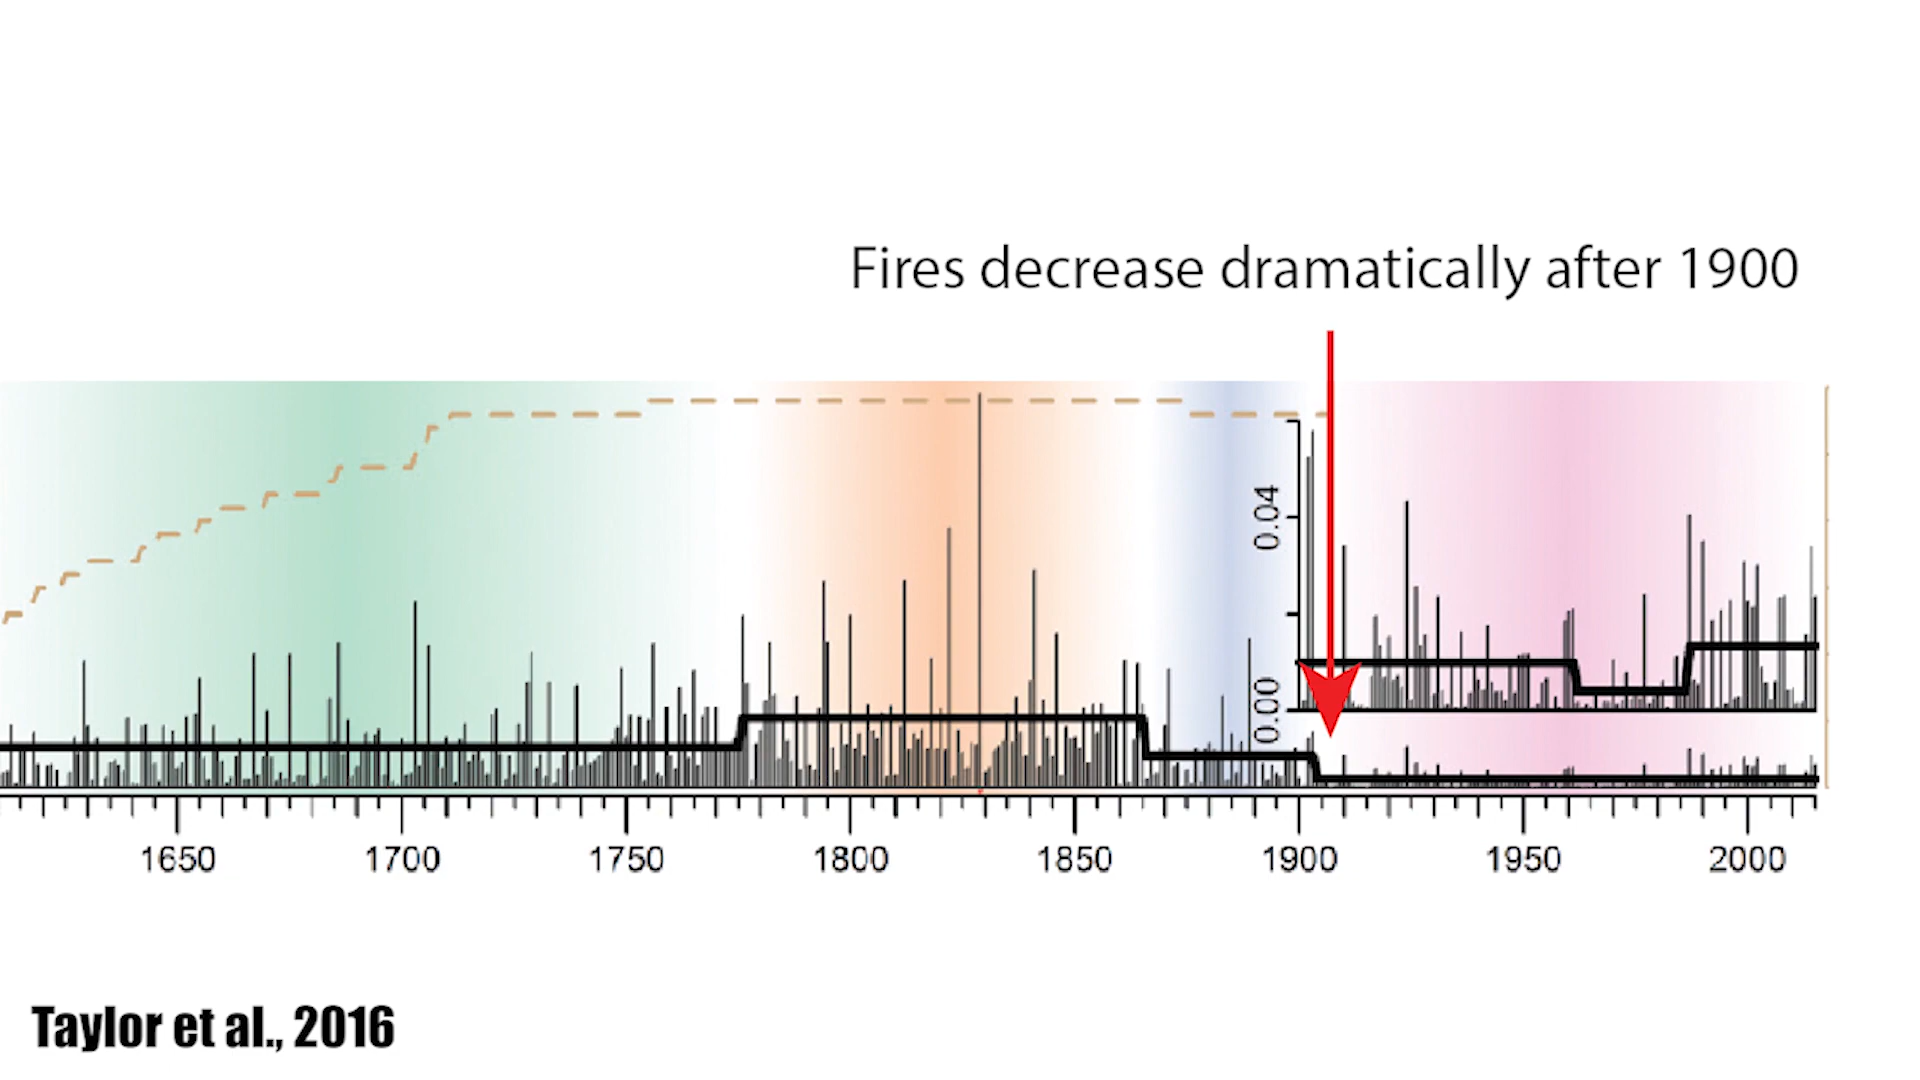 Fires decrease dramatically after 1900
0.04
0.00
1650 1700 1750 1800 1850 1900 1950 2000
Taylor et al., 2016